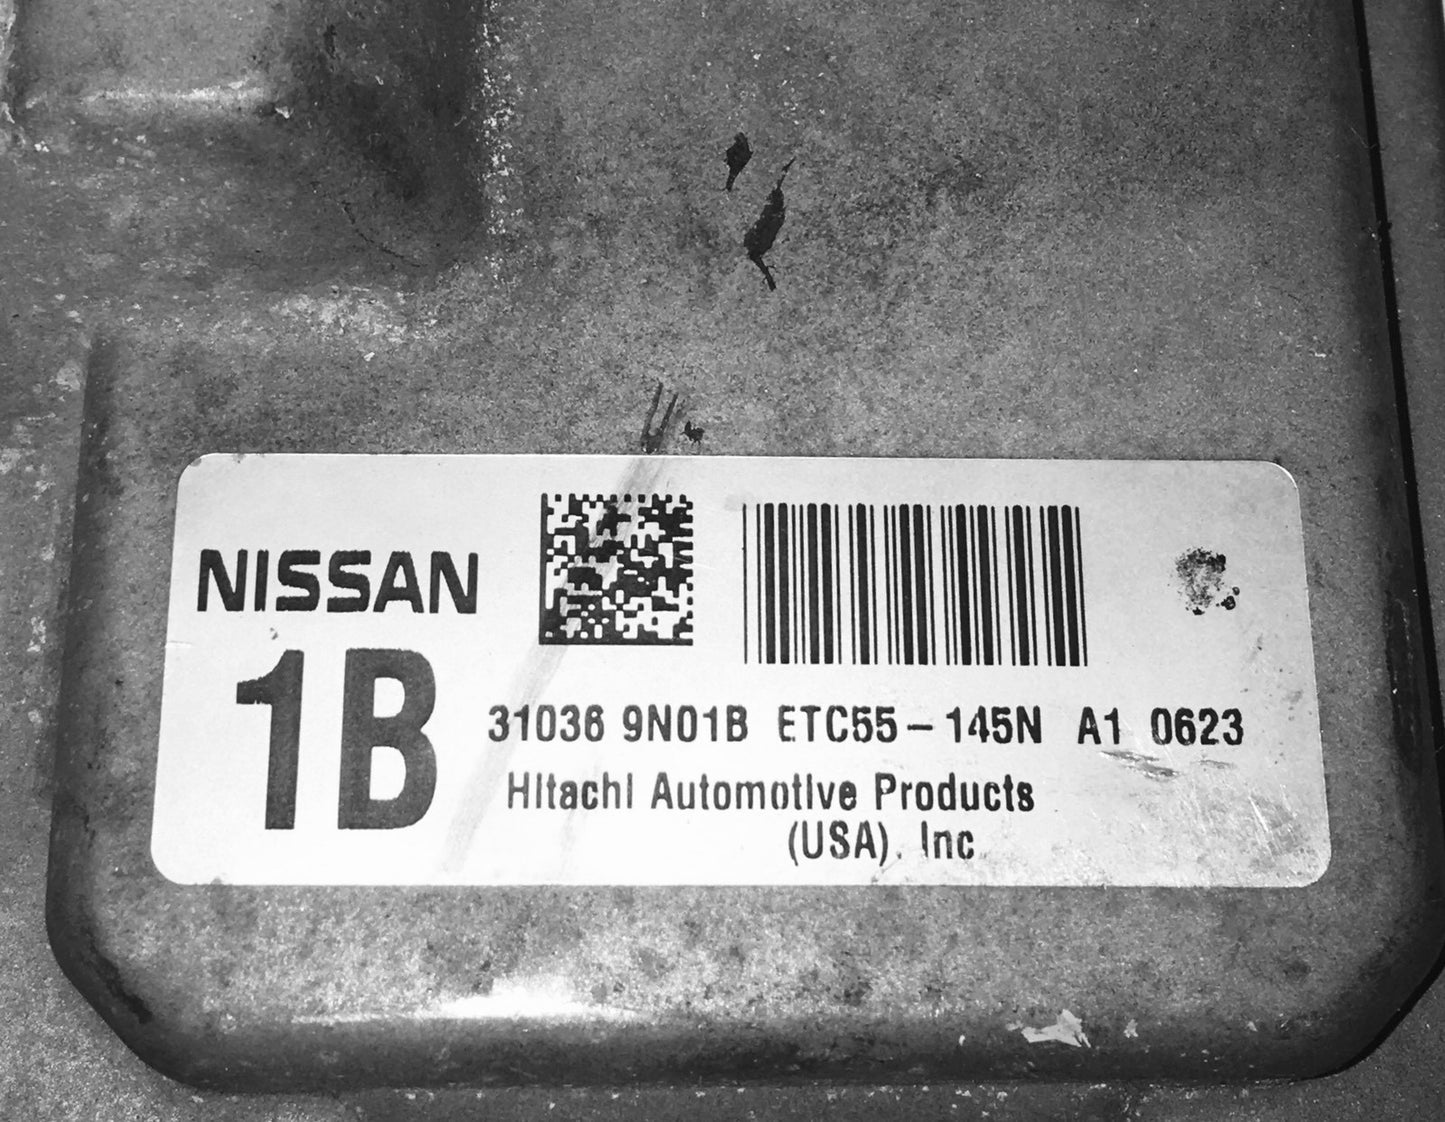 NISSAN
1B
31036 9N01B ETC55-145N A1 0623
Hitachi Automotive Products
(USA). Inc